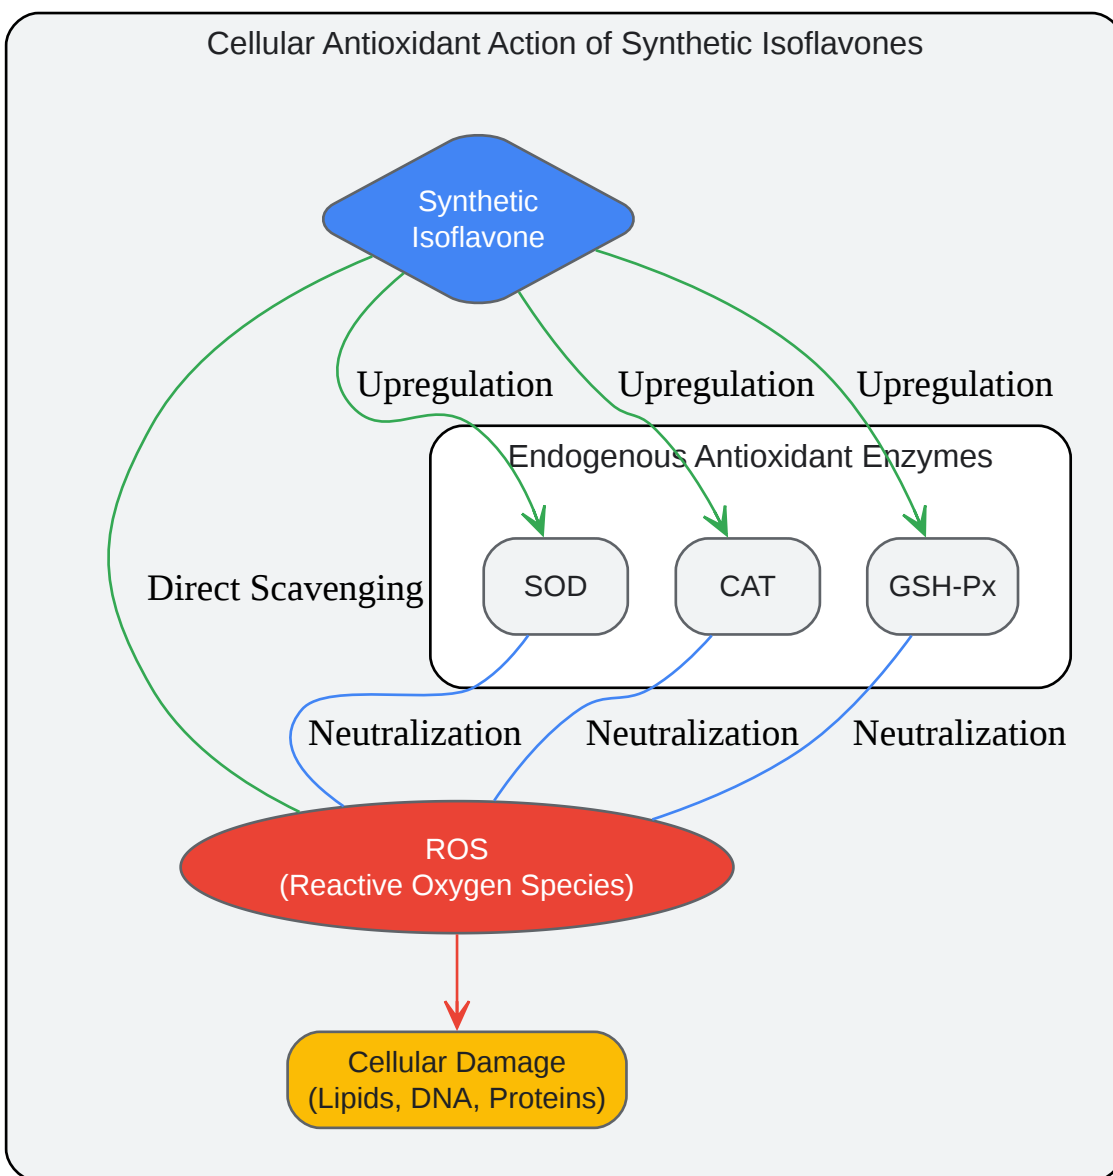 Cellular Antioxidant Action of Synthetic Isoflavones
Synthetic
Isoflavone
Upregulation
Upregulation
Upregulation
Endogenous Antioxidant Enzymes
Direct Scavenging
SOD
CAT
GSH-Px
Neutralization
Neutralization
Neutralization
ROS
(Reactive Oxygen Species)
Cellular Damage
(Lipids, DNA, Proteins)